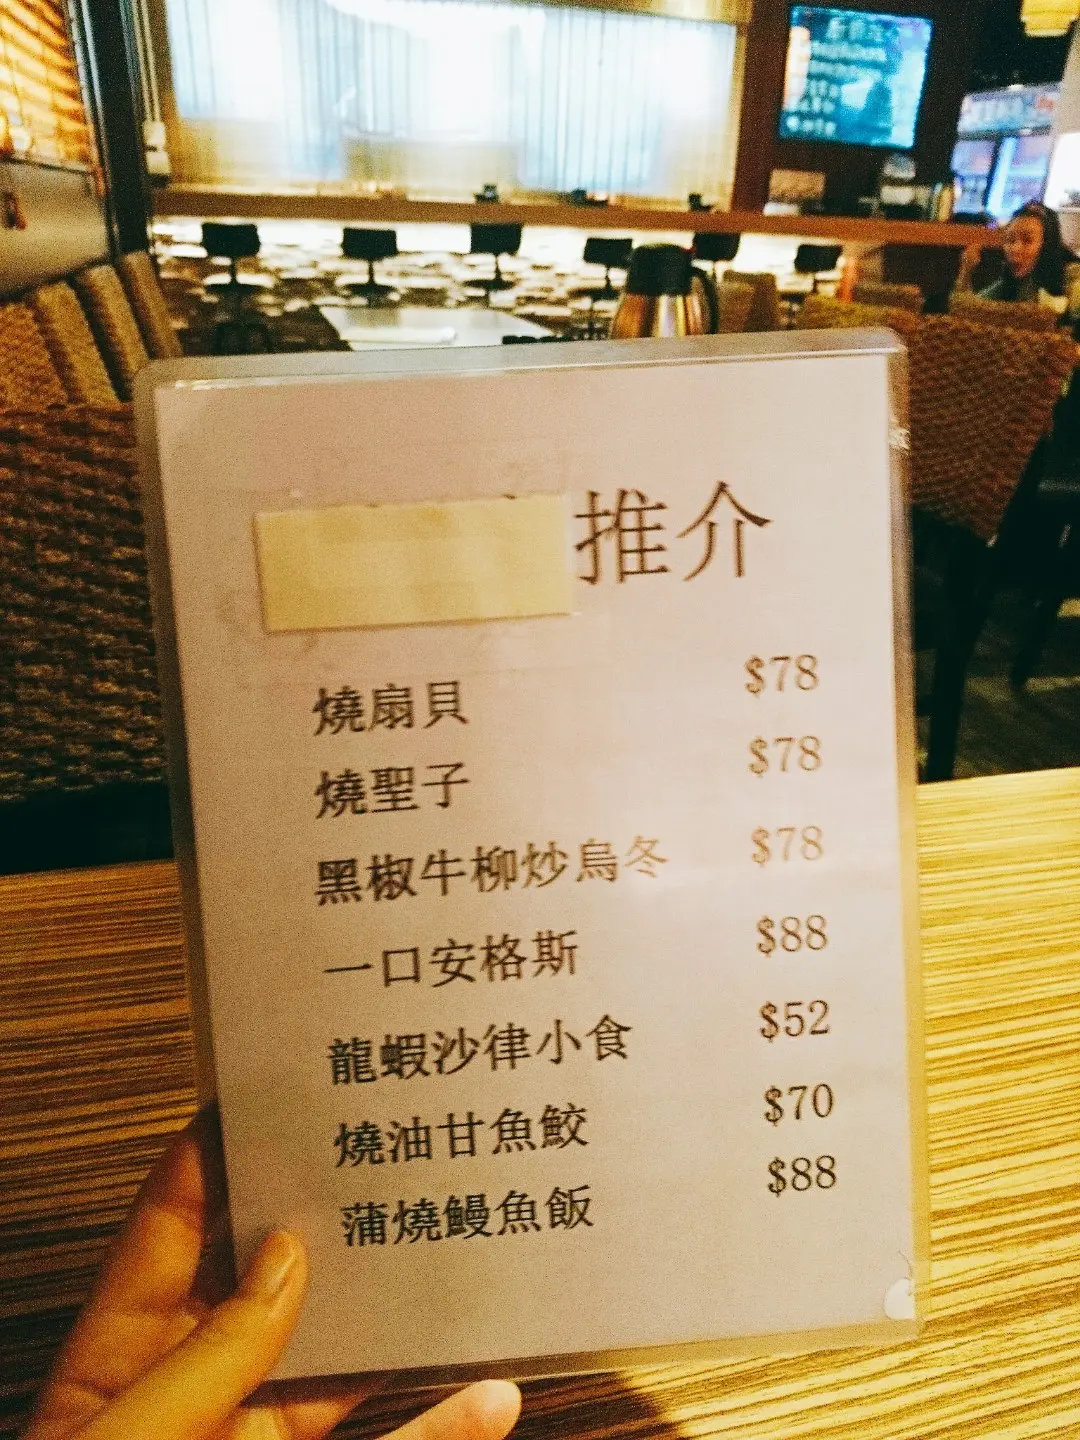 推介
燒扇貝 $78
燒聖子 $78
黑椒牛柳炒烏冬 $78
一口安格斯 $88
龍蝦沙律小食 $52
燒油甘魚鮫 $70
蒲燒鰻魚飯 $88